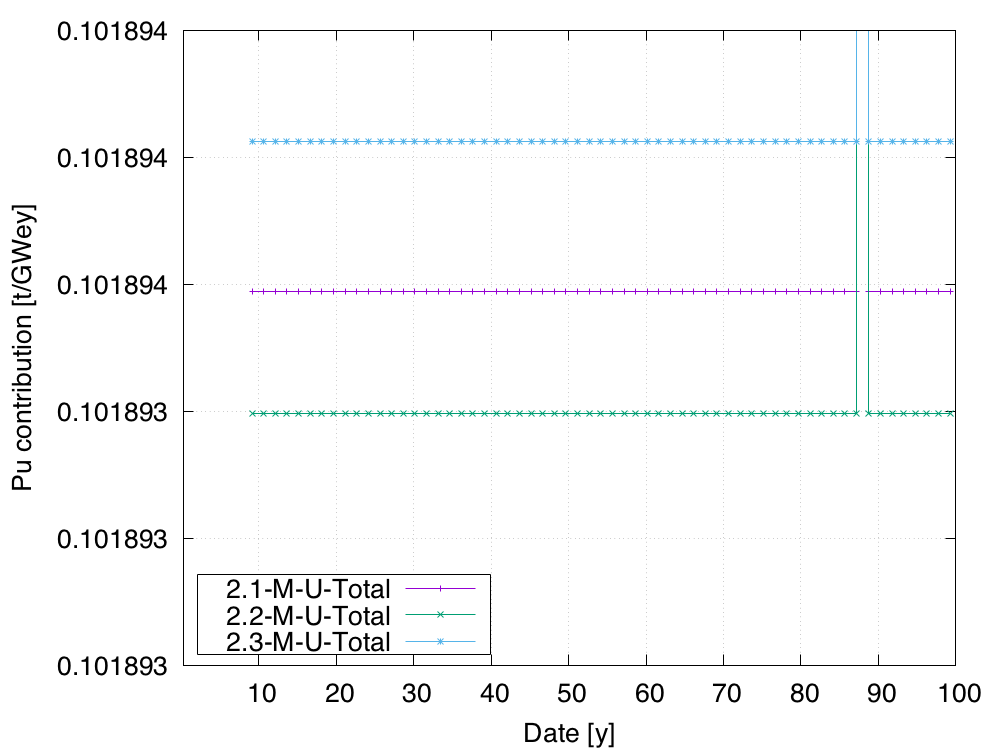 0.101894
0.101894
0.101894
0.101893
0.101893
0.101893
Pu contribution [t/GWey]
2.1-M-U-Total
2.2-M-U-Total
2.3-M-U-Total
10 20 30 40 50 60 70 80 90 100
Date [y]